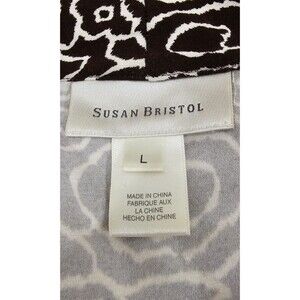 SUSAN BRISTOL
L
MADE IN CHINA
FABRIQUE AUX
LA CHINE
HECHO EN CHINE